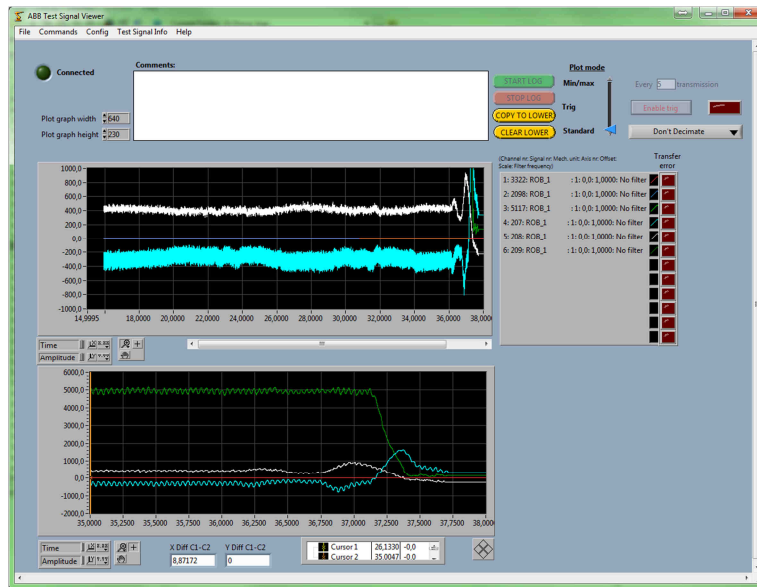 ABB Test Signal Viewer
File Commands Config Test Signal Info Help
Connected
Comments:
Plot graph width 640
Plot graph height 230
START LOG
STOP LOG
COPY TO LOWER
CLEAR LOWER
Plot mode
Min/max
Trig
Standard
Every 5 transmission
Enable trig
Don't Decimate
(Channel nr: Signal nr: Mech. unit: Axis nr: Offset:
Scale: Filter frequency)
Transfer
error
1: 3322: ROB_1 : 1: 0,0: 1,0000: No filter
2: 2098: ROB_1 : 1: 0,0: 1,0000: No filter
3: 5117: ROB_1 : 1: 0,0: 1,0000: No filter
4: 207: ROB_1 : 1: 0,0: 1,0000: No filter
5: 208: ROB_1 : 1: 0,0: 1,0000: No filter
6: 209: ROB_1 : 1: 0,0: 1,0000: No filter
1000,0
800,0
600,0
400,0
200,0
0,0
-200,0
-400,0
-600,0
-800,0
-1000,0
14,9995 18,0000 20,0000 22,0000 24,0000 26,0000 28,0000 30,0000 32,0000 34,0000 36,0000 38,0000
Time
Amplitude
6000,0
5000,0
4000,0
3000,0
2000,0
1000,0
0,0
-1000,0
-2000,0
35,0000 35,2500 35,5000 35,7500 36,0000 36,2500 36,5000 36,7500 37,0000 37,2500 37,5000 37,7500 38,0000
Time
Amplitude
X Diff C1-C2 Y Diff C1-C2
8,87172 0
Cursor 1 26,1330 -0,0
Cursor 2 35.0047 -0.0